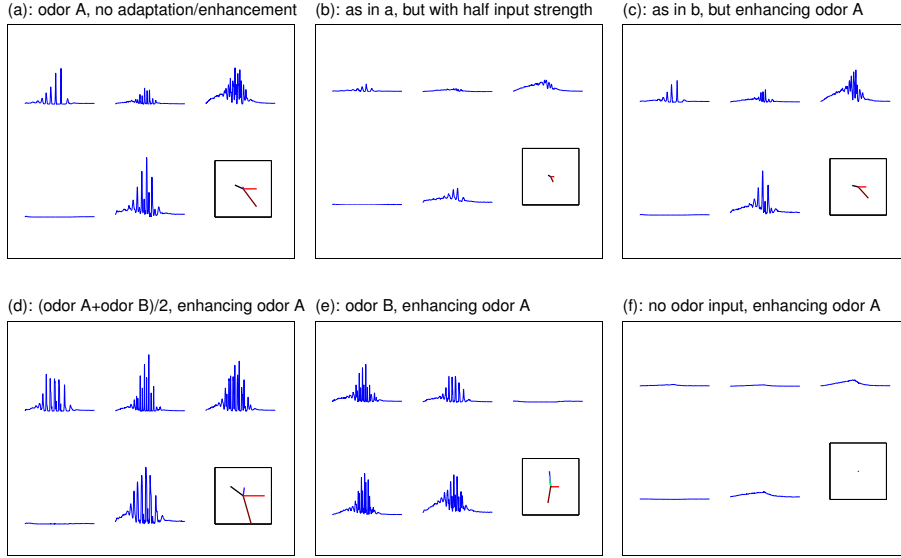 (a): odor A, no adaptation/enhancement
(b): as in a, but with half input strength
(c): as in b, but enhancing odor A
(d): (odor A+odor B)/2, enhancing odor A
(e): odor B, enhancing odor A
(f): no odor input, enhancing odor A